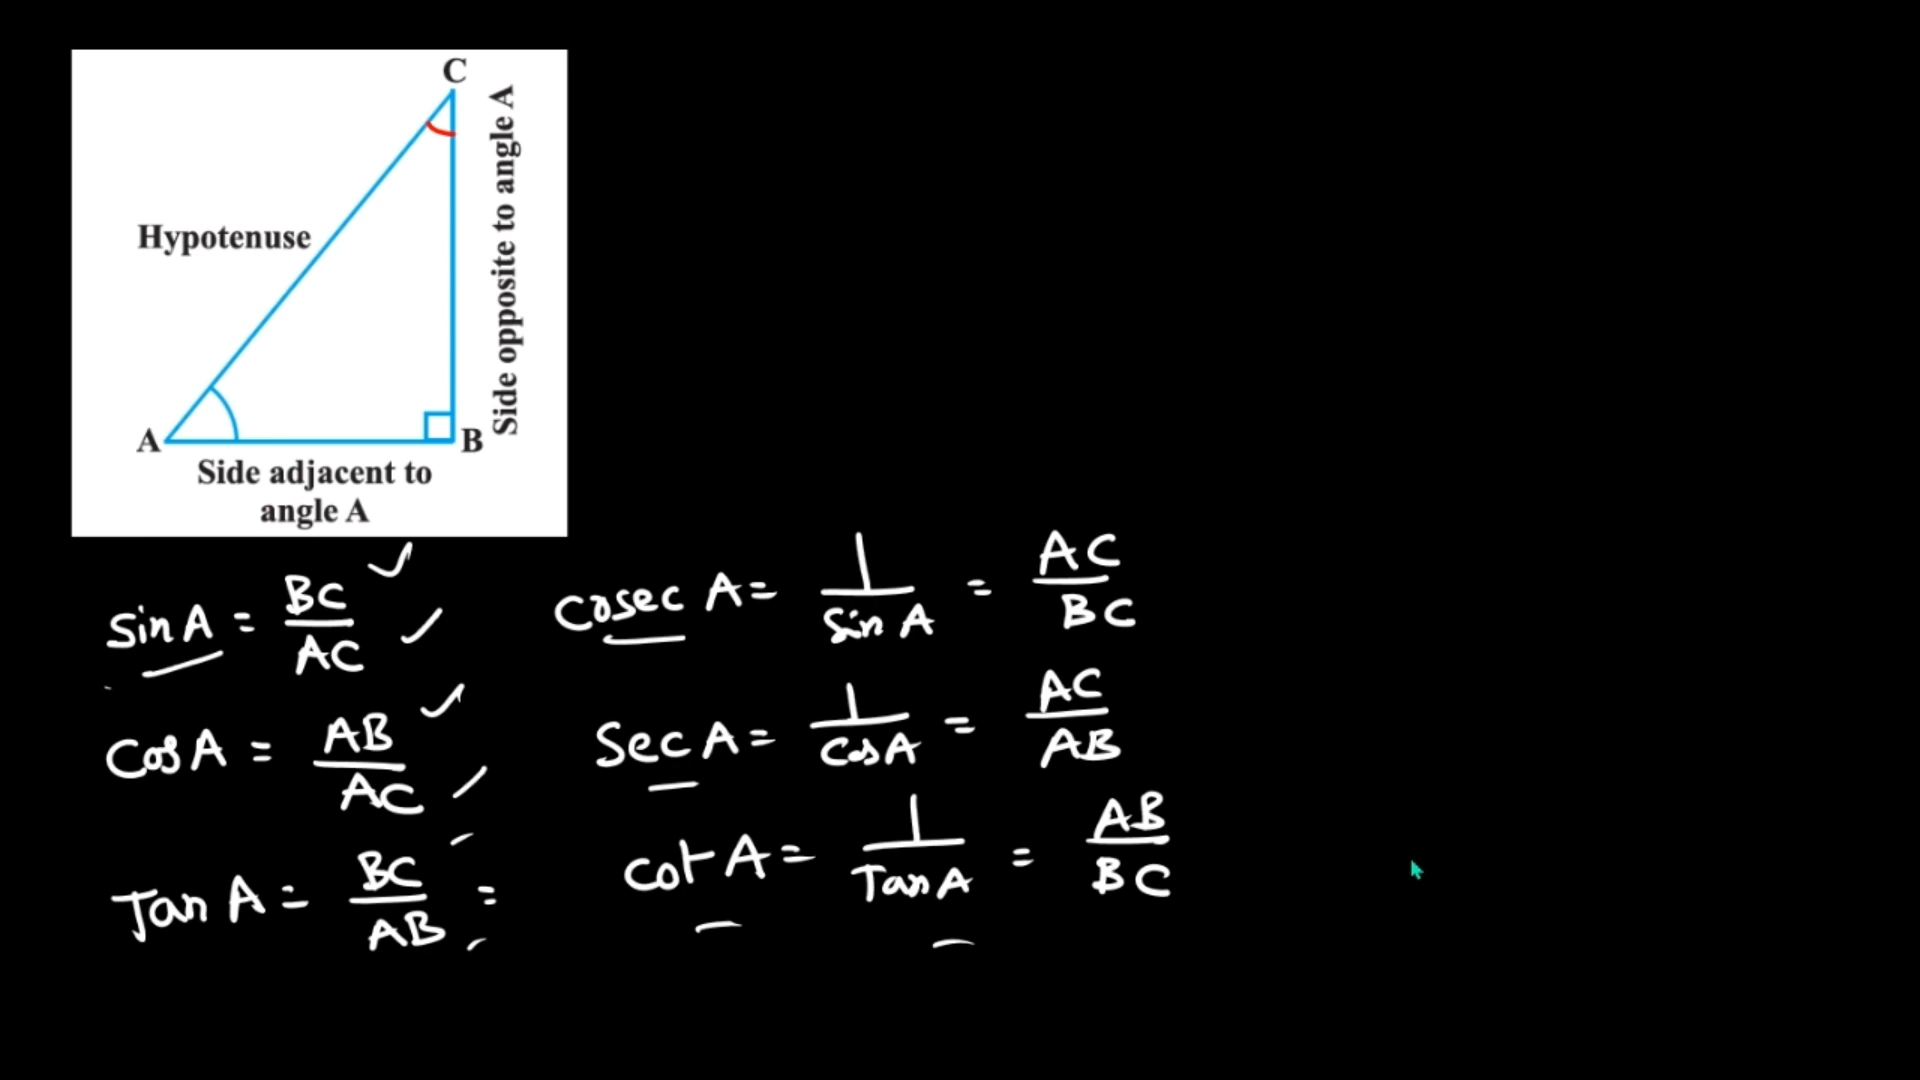 C
Side opposite to angle A
Hypotenuse
A
B
Side adjacent to
angle A
sin A = BC/AC
cosec A = 1/sin A = AC/BC
Cos A = AB/AC
Sec A = 1/cos A = AC/AB
Tan A = BC/AB =
cot A = 1/Tan A = AB/BC